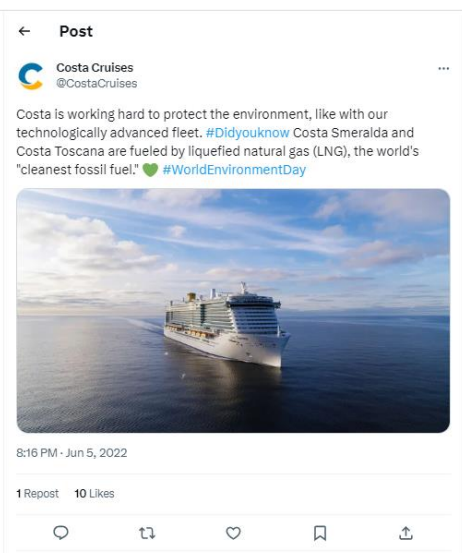 Post
Costa Cruises
@CostaCruises
Costa is working hard to protect the environment, like with our
technologically advanced fleet. #Didyouknow Costa Smeralda and
Costa Toscana are fueled by liquefied natural gas (LNG), the world's
"cleanest fossil fuel." 💚 #WorldEnvironmentDay
8:16 PM · Jun 5, 2022
1 Repost 10 Likes